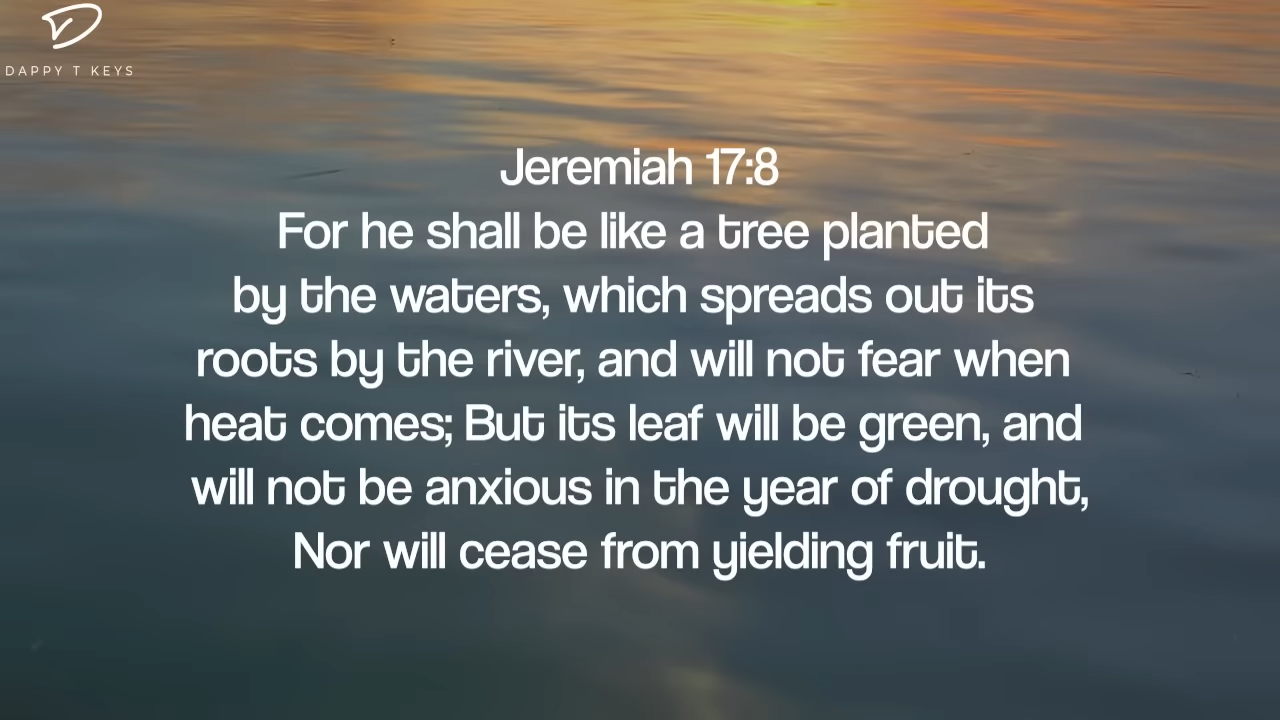 DAPPY T KEYS
Jeremiah 17:8
For he shall be like a tree planted
by the waters, which spreads out its
roots by the river, and will not fear when
heat comes; But its leaf will be green, and
will not be anxious in the year of drought,
Nor will cease from yielding fruit.